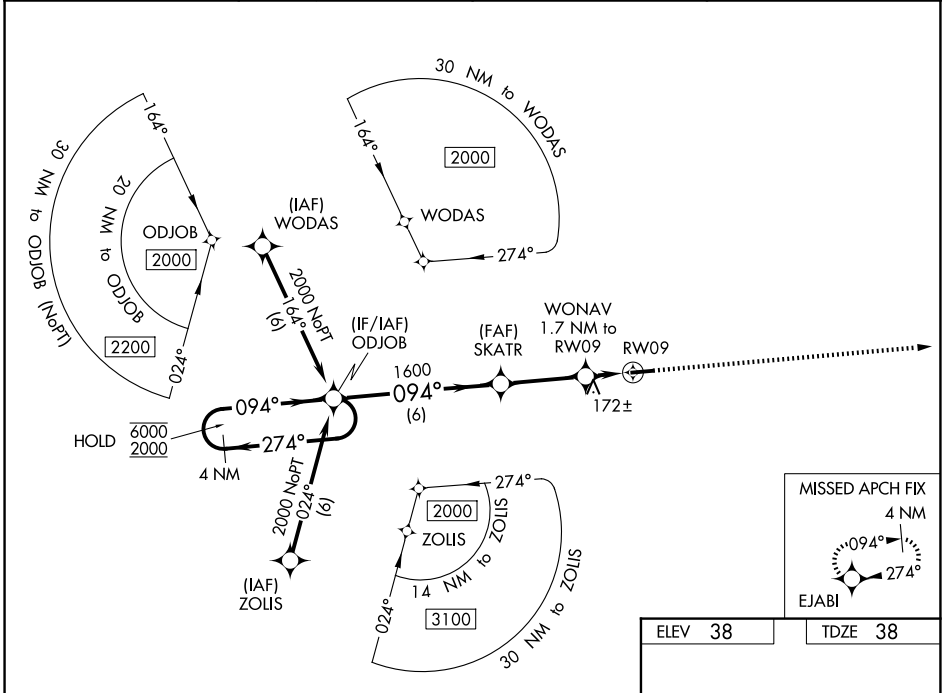 30 NM to WODAS
164°
2000
WODAS
274°
164°
30 NM to ODJOB (NoPT)
20 NM to ODJOB
ODJOB
2000
2200
024°
(IAF)
WODAS
2000 NoPT
164°
(6)
(IF/IAF)
ODJOB
(FAF)
SKATR
WONAV
1.7 NM to
RW09
RW09
1600
094°
(6)
172±
094°
274°
HOLD
6000
2000
4 NM
2000 NoPT
024°
(6)
(IAF)
ZOLIS
274°
2000
ZOLIS
14 NM to ZOLIS
024°
3100
30 NM to ZOLIS
MISSED APCH FIX
4 NM
094°
274°
EJABI
ELEV 38
TDZE 38